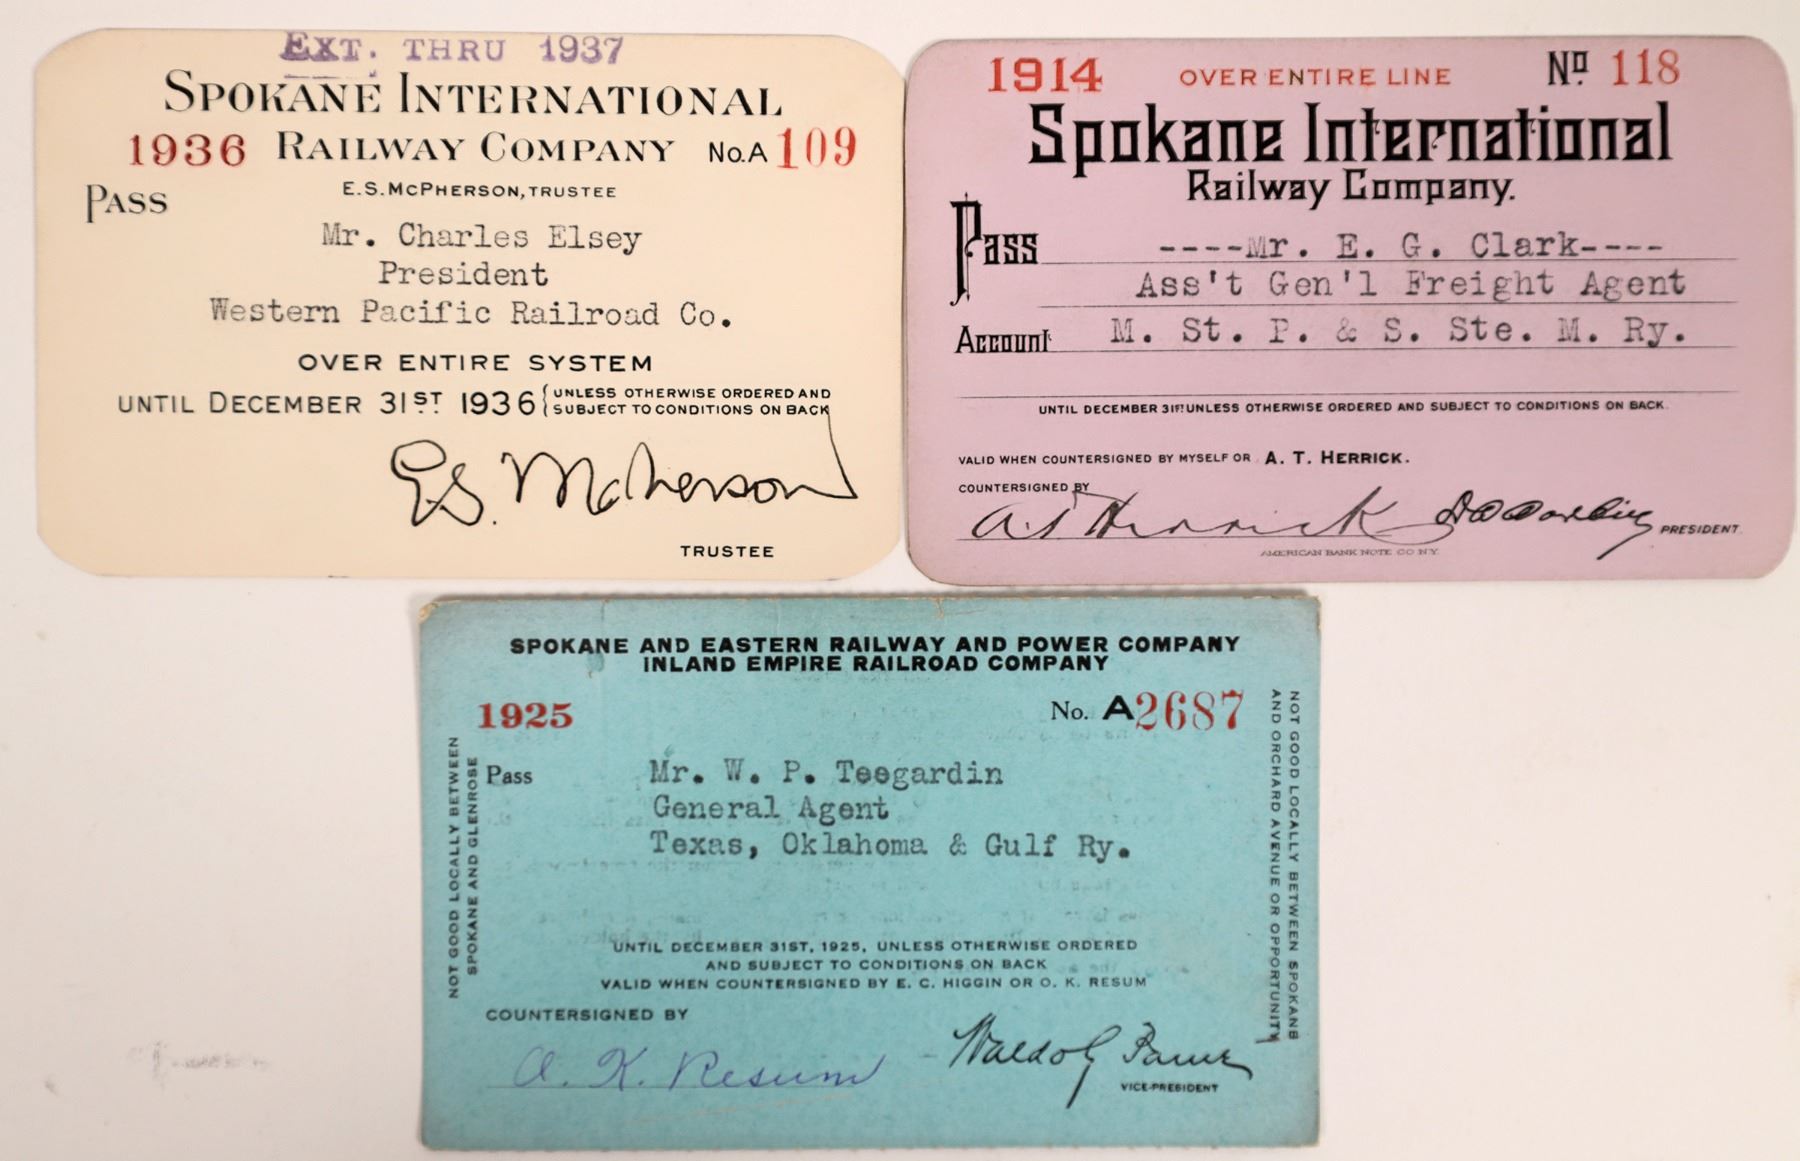 EXT. THRU 1937
SPOKANE INTERNATIONAL
1936 RAILWAY COMPANY No. A 109
E.S. MCPHERSON, TRUSTEE
PASS
Mr. Charles Elsey
President
Western Pacific Railroad Co.
OVER ENTIRE SYSTEM
UNTIL DECEMBER 31ST 1936 { UNLESS OTHERWISE ORDERED AND
SUBJECT TO CONDITIONS ON BACK
E.S. McPherson
TRUSTEE
1914 OVER ENTIRE LINE No 118
Spokane International
Railway Company.
Pass ----Mr. E. G. Clark----
Ass't Gen'l Freight Agent
Account M. St. P. & S. Ste. M. Ry.
UNTIL DECEMBER 31ST UNLESS OTHERWISE ORDERED AND SUBJECT TO CONDITIONS ON BACK.
VALID WHEN COUNTERSIGNED BY MYSELF OR A. T. HERRICK.
COUNTERSIGNED BY
A. T. Herrick
PRESIDENT.
AMERICAN BANK NOTE CO. N.Y.
SPOKANE AND EASTERN RAILWAY AND POWER COMPANY
INLAND EMPIRE RAILROAD COMPANY
1925 No. A2687
Pass Mr. W. P. Teegardin
General Agent
Texas, Oklahoma & Gulf Ry.
NOT GOOD LOCALLY BETWEEN
SPOKANE AND GLENROSE
NOT GOOD LOCALLY BETWEEN SPOKANE
AND ORCHARD AVENUE OR OPPORTUNITY
UNTIL DECEMBER 31ST, 1925, UNLESS OTHERWISE ORDERED
AND SUBJECT TO CONDITIONS ON BACK
VALID WHEN COUNTERSIGNED BY E. C. HIGGIN OR O. K. RESUM
COUNTERSIGNED BY
O. K. Resum
Waldo G.
VICE-PRESIDENT